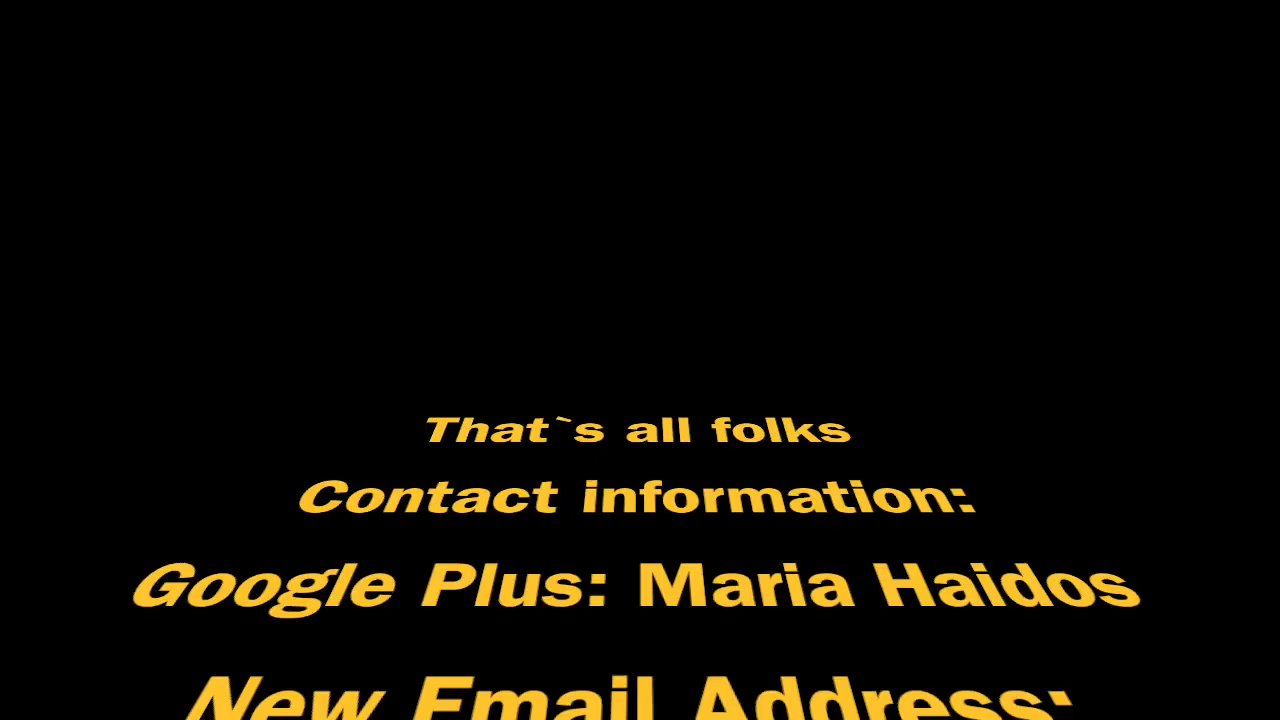 That`s all folks
Contact information:
Google Plus: Maria Haidos
New Email Address: